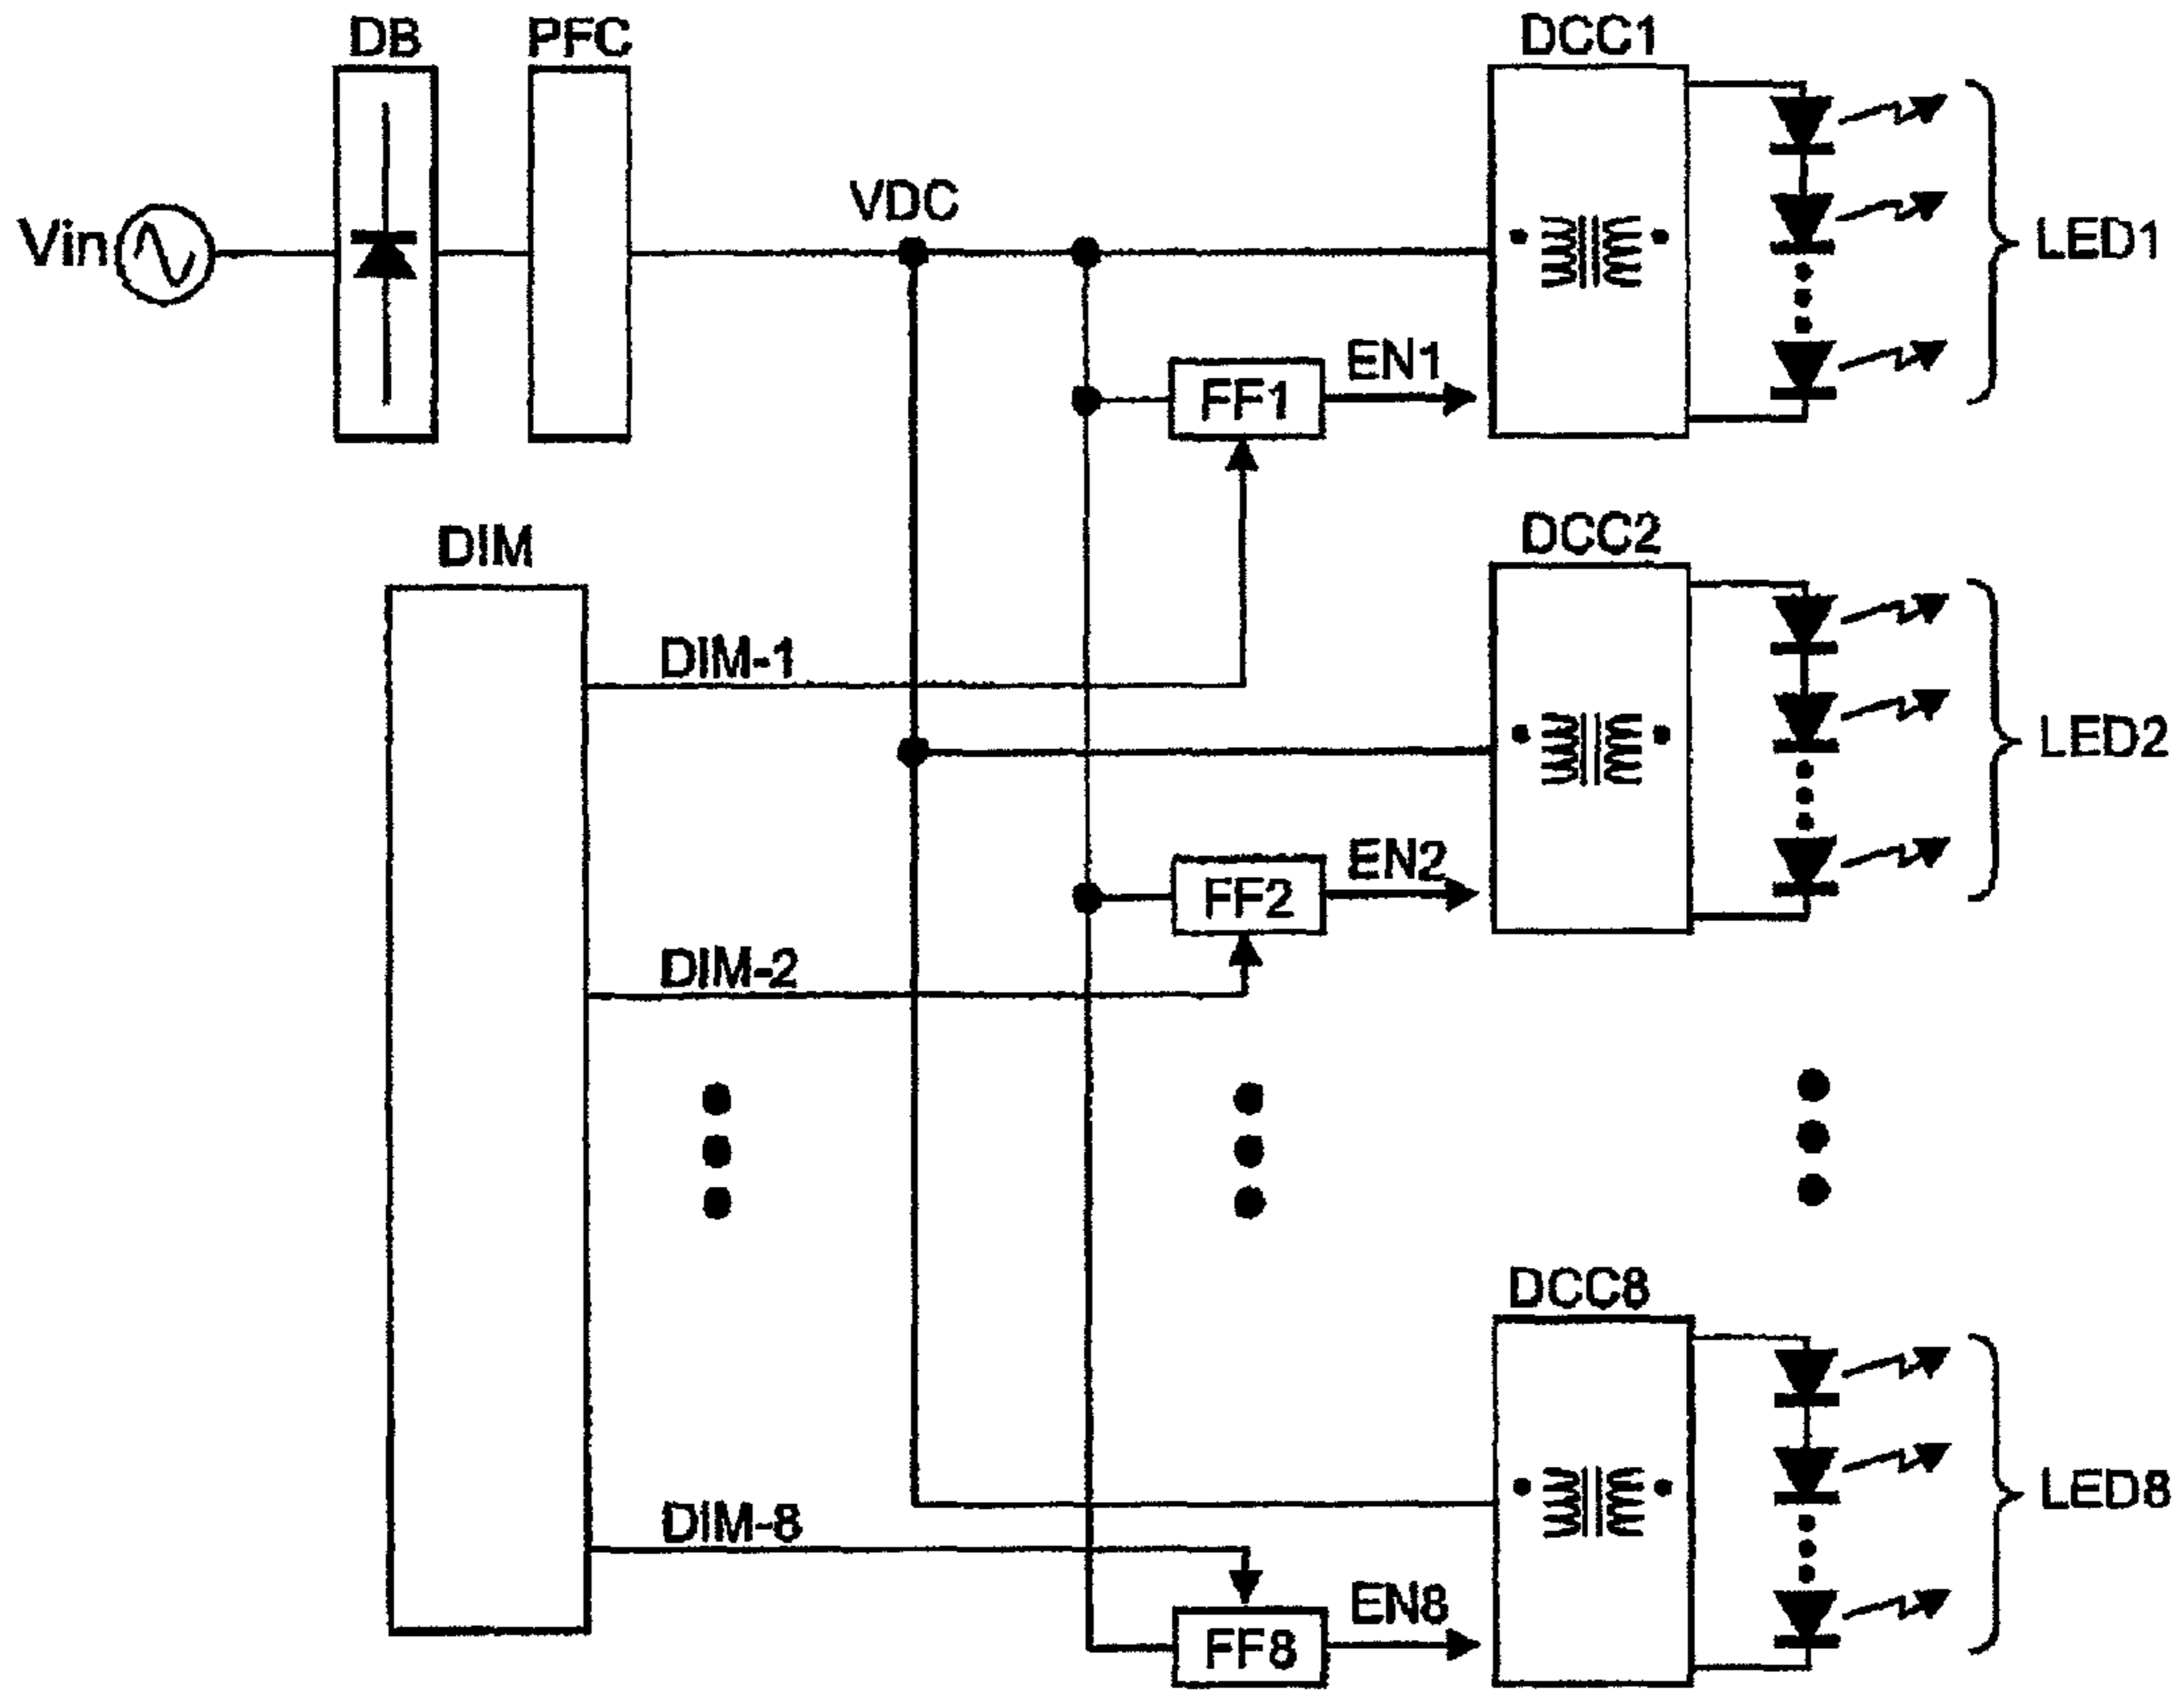 DB
PFC
DCC1
VDC
Vin
LED1
EN1
FF1
DIM
DCC2
DIM-1
LED2
EN2
FF2
DIM-2
DCC8
LED8
DIM-8
EN8
FF8